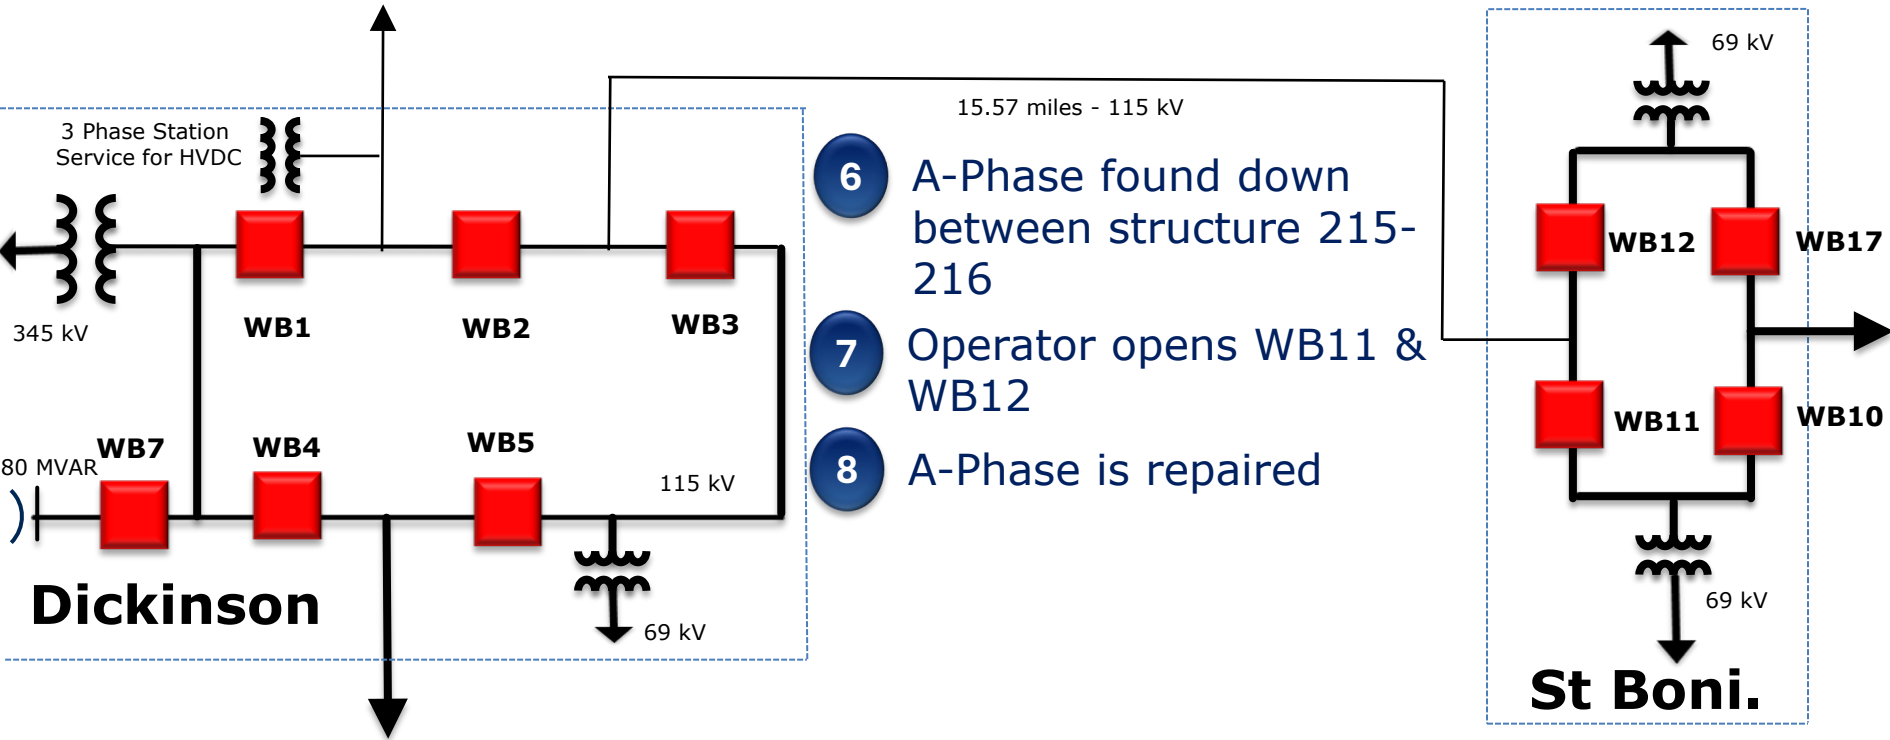 69 kV
15.57 miles - 115 kV
3 Phase Station
Service for HVDC
6
A-Phase found down
between structure 215-
216
WB12
WB17
345 kV
WB1
WB2
WB3
7
Operator opens WB11 &
WB12
WB11
WB10
WB7
WB4
WB5
80 MVAR
115 kV
8
A-Phase is repaired
Dickinson
69 kV
69 kV
St Boni.